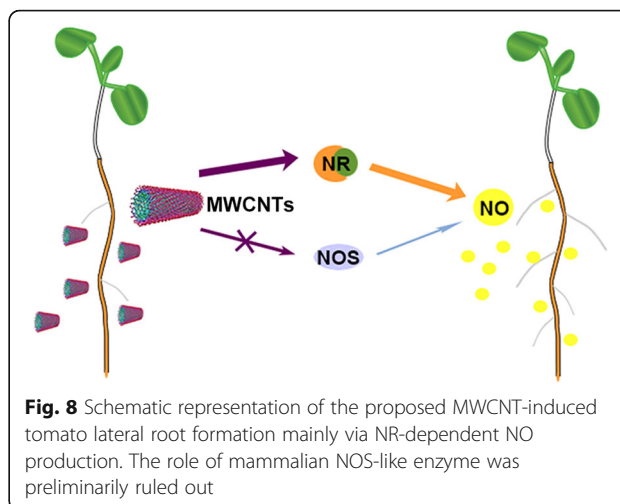 NR
MWCNTs
NO
NOS
Fig. 8 Schematic representation of the proposed MWCNT-induced
tomato lateral root formation mainly via NR-dependent NO
production. The role of mammalian NOS-like enzyme was
preliminarily ruled out